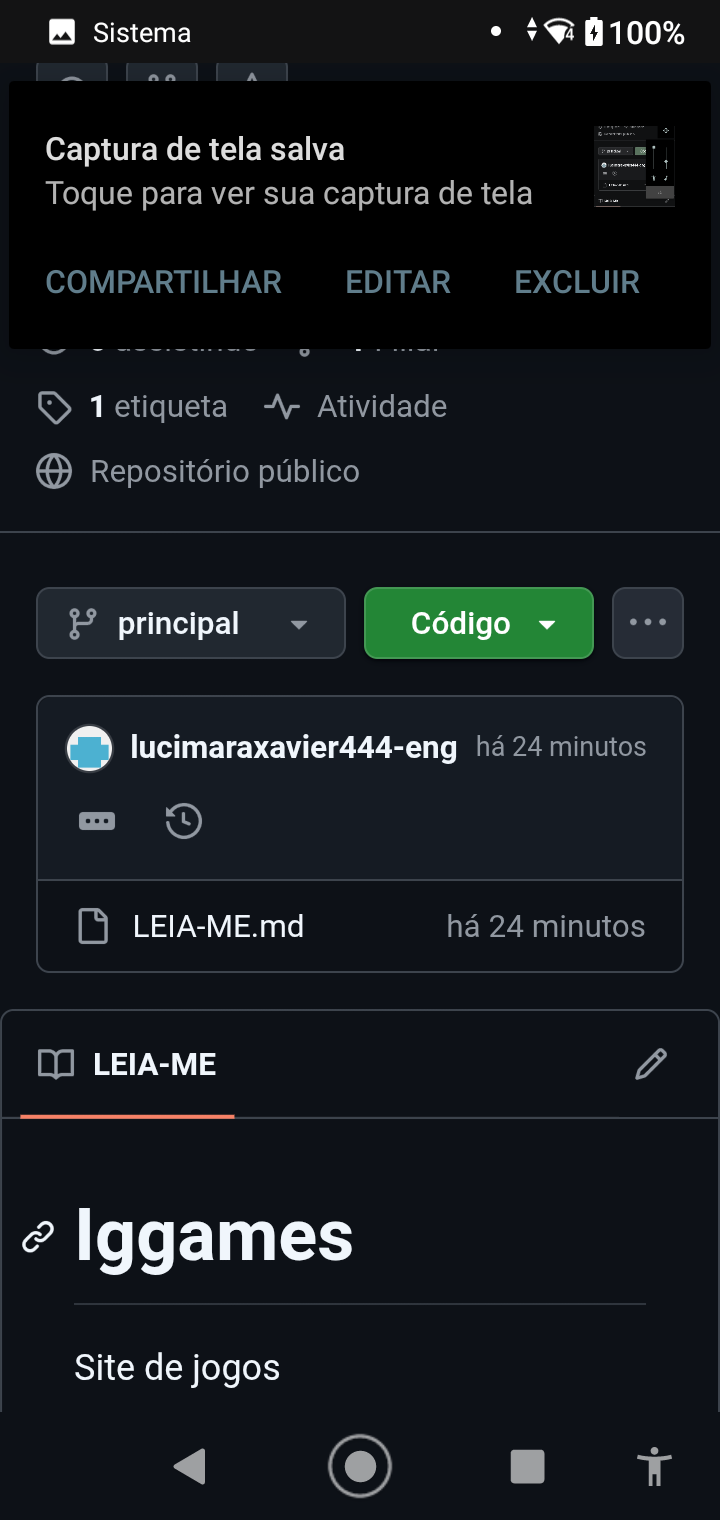 Sistema
100%
Captura de tela salva
Toque para ver sua captura de tela
COMPARTILHAR EDITAR EXCLUIR
1 etiqueta Atividade
Repositório público
principal Código
lucimaraxavier444-eng há 24 minutos
LEIA-ME.md há 24 minutos
LEIA-ME
lggames
Site de jogos